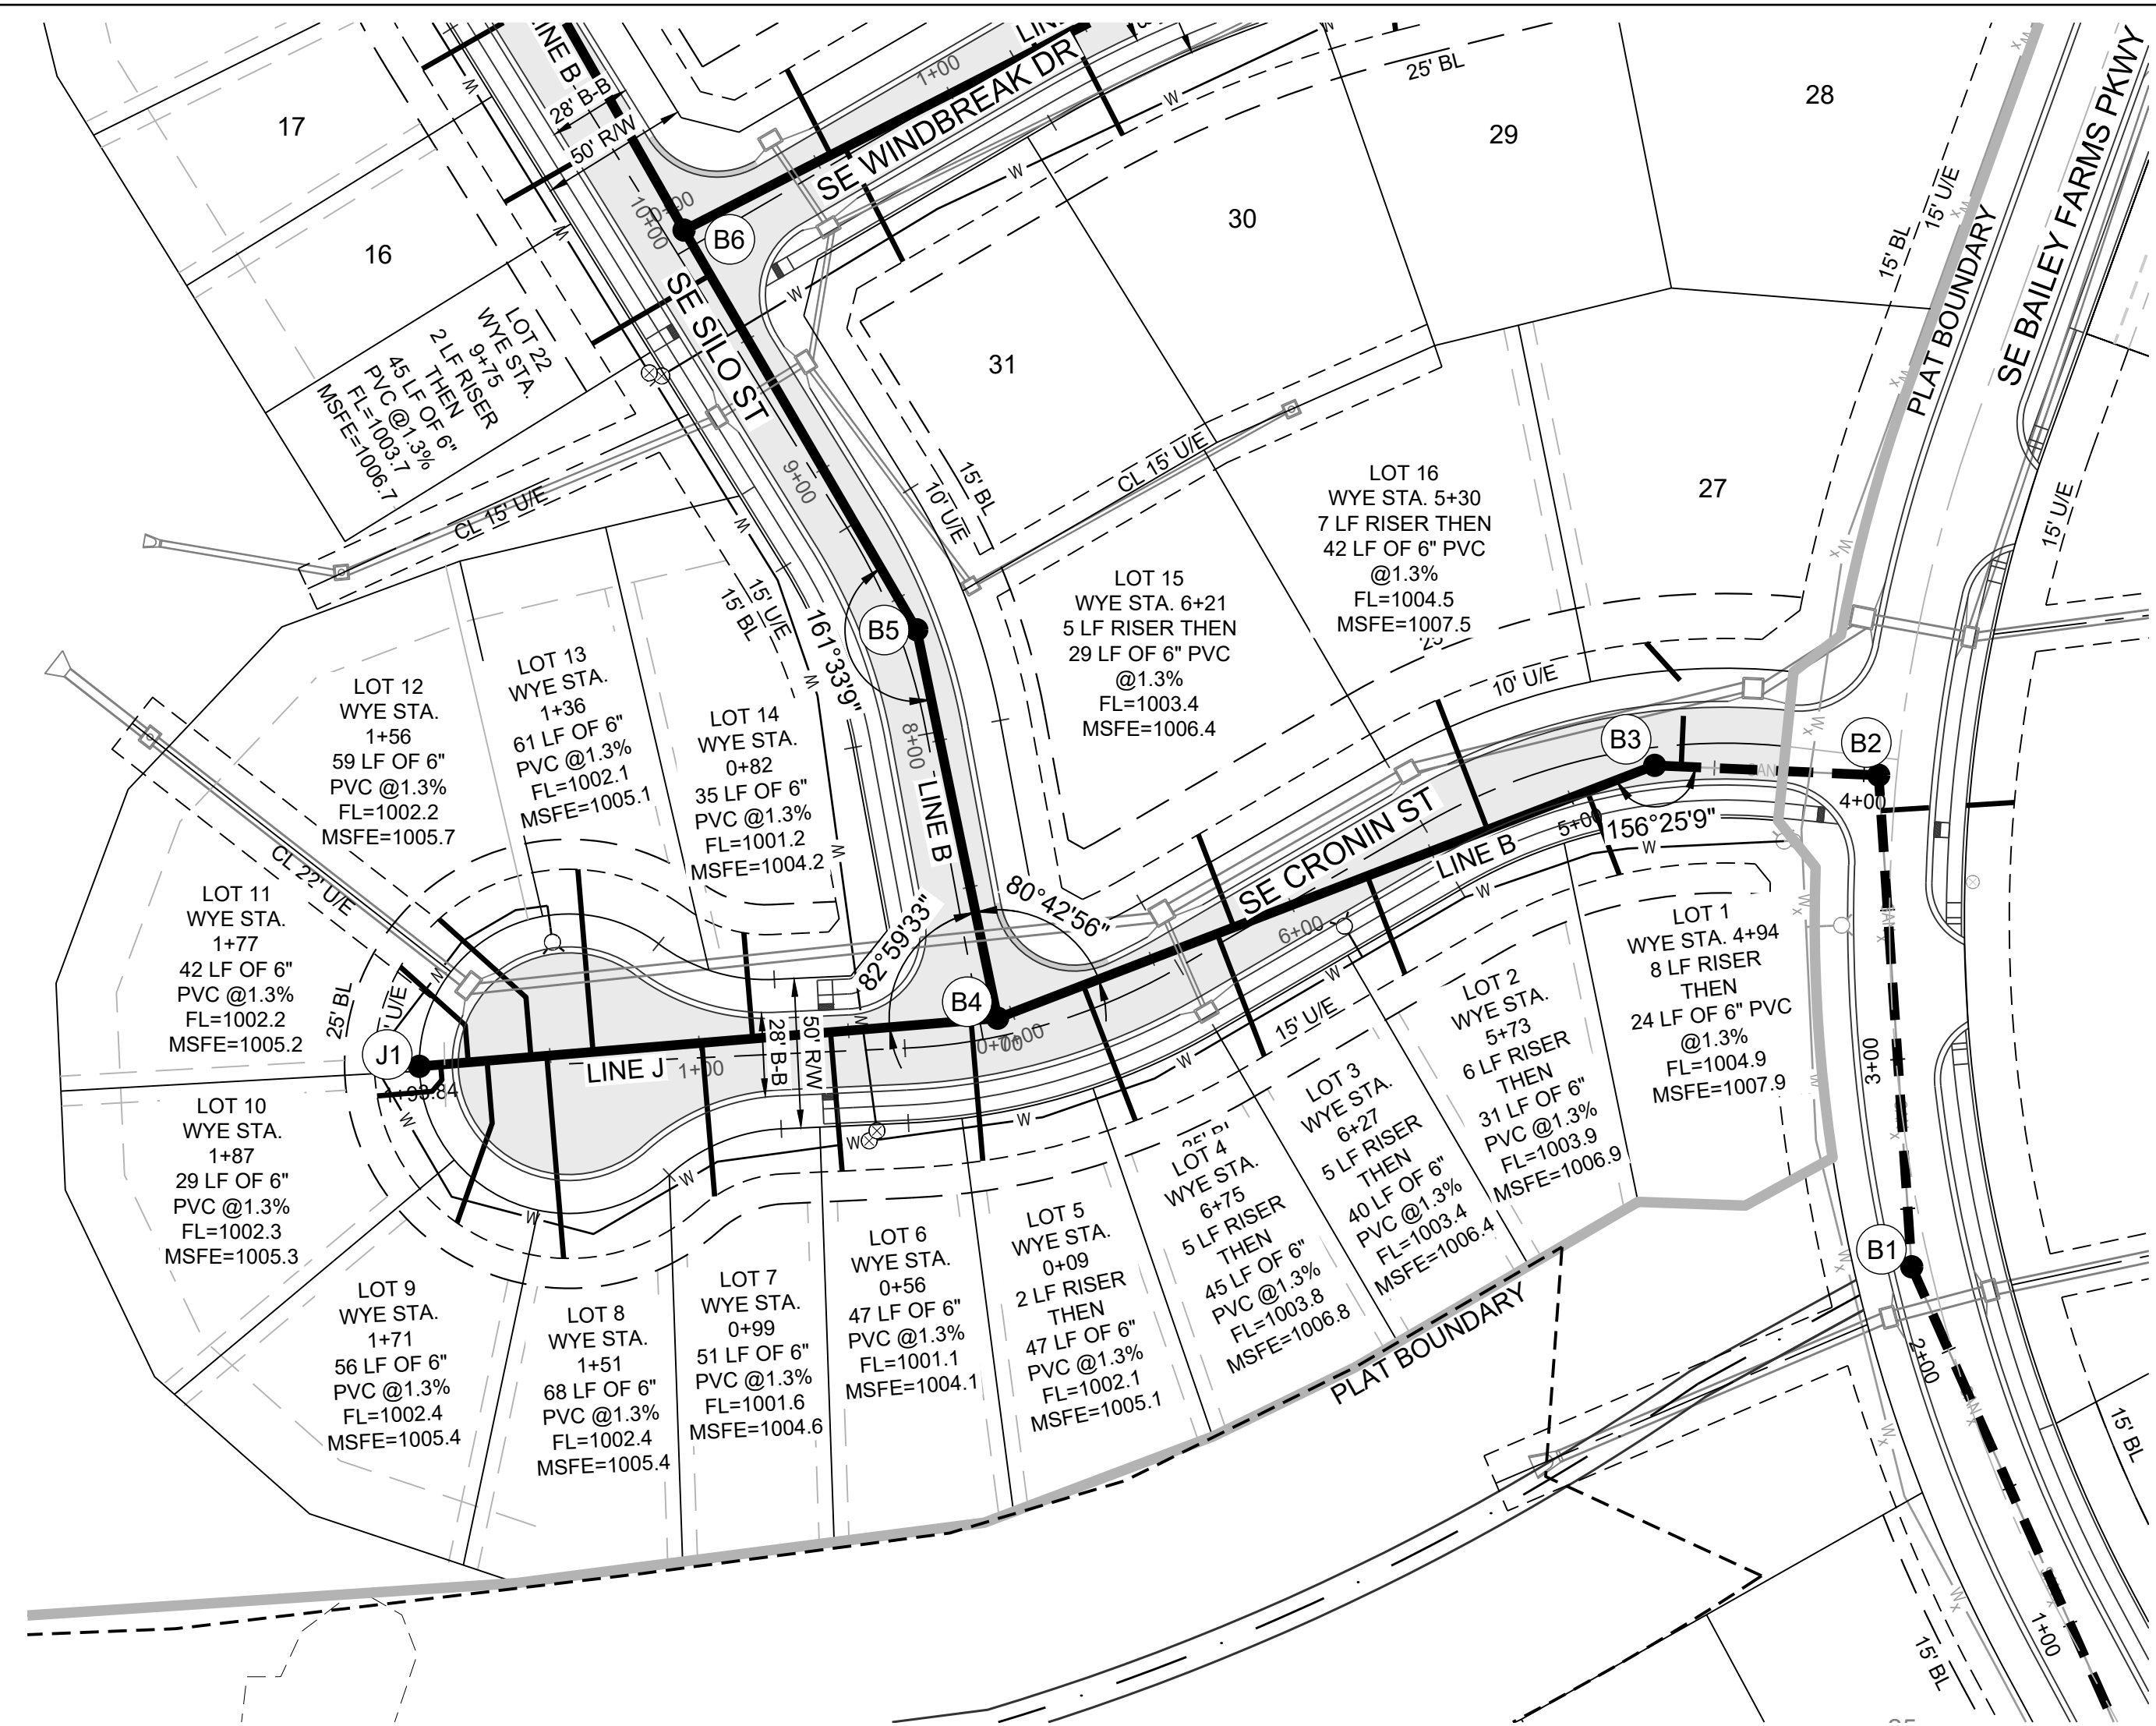 LINE B
28' B-B
50' R/W
17
16
10+00
0+00
B6
1+00
SE WINDBREAK DR
25' BL
28
29
30
31
15' BL
15' U/E
PLAT BOUNDARY
SE BAILEY FARMS PKWY
15' U/E
LOT 22
WYE STA.
9+75
2 LF RISER
THEN
45 LF OF 6"
PVC @1.3%
FL=1003.7
MSFE=1006.7
SE SILO ST
9+00
CL 15' U/E
15' BL
10' U/E
CL 15' U/E
LOT 16
WYE STA. 5+30
7 LF RISER THEN
42 LF OF 6" PVC
@1.3%
FL=1004.5
MSFE=1007.5
27
LOT 15
WYE STA. 6+21
5 LF RISER THEN
29 LF OF 6" PVC
@1.3%
FL=1003.4
MSFE=1006.4
15' U/E
15' BL
161°33'9"
B5
8+00
LINE B
LOT 12
WYE STA.
1+56
59 LF OF 6"
PVC @1.3%
FL=1002.2
MSFE=1005.7
LOT 13
WYE STA.
1+36
61 LF OF 6"
PVC @1.3%
FL=1002.1
MSFE=1005.1
LOT 14
WYE STA.
0+82
35 LF OF 6"
PVC @1.3%
FL=1001.2
MSFE=1004.2
10' U/E
B3
B2
SAN
4+00
5+00
156°25'9"
SE CRONIN ST
LINE B
6+00
80°42'56"
82°59'33"
B4
0+00
7+00
CL 22' U/E
LOT 11
WYE STA.
1+77
42 LF OF 6"
PVC @1.3%
FL=1002.2
MSFE=1005.2
25' BL
' U/E
J1
1+93.84
LINE J
1+00
28' B-B
50' R/W
15' U/E
LOT 1
WYE STA. 4+94
8 LF RISER
THEN
24 LF OF 6" PVC
@1.3%
FL=1004.9
MSFE=1007.9
LOT 2
WYE STA.
5+73
6 LF RISER
THEN
31 LF OF 6"
PVC @1.3%
FL=1003.9
MSFE=1006.9
LOT 3
WYE STA.
6+27
5 LF RISER
THEN
40 LF OF 6"
PVC @1.3%
FL=1003.4
MSFE=1006.4
25' BL
LOT 4
WYE STA.
6+75
5 LF RISER
THEN
45 LF OF 6"
PVC @1.3%
FL=1003.8
MSFE=1006.8
LOT 5
WYE STA.
0+09
2 LF RISER
THEN
47 LF OF 6"
PVC @1.3%
FL=1002.1
MSFE=1005.1
LOT 6
WYE STA.
0+56
47 LF OF 6"
PVC @1.3%
FL=1001.1
MSFE=1004.1
LOT 7
WYE STA.
0+99
51 LF OF 6"
PVC @1.3%
FL=1001.6
MSFE=1004.6
LOT 8
WYE STA.
1+51
68 LF OF 6"
PVC @1.3%
FL=1002.4
MSFE=1005.4
LOT 9
WYE STA.
1+71
56 LF OF 6"
PVC @1.3%
FL=1002.4
MSFE=1005.4
LOT 10
WYE STA.
1+87
29 LF OF 6"
PVC @1.3%
FL=1002.3
MSFE=1005.3
3+00
B1
2+00
PLAT BOUNDARY
15' BL
1+00
15' BL